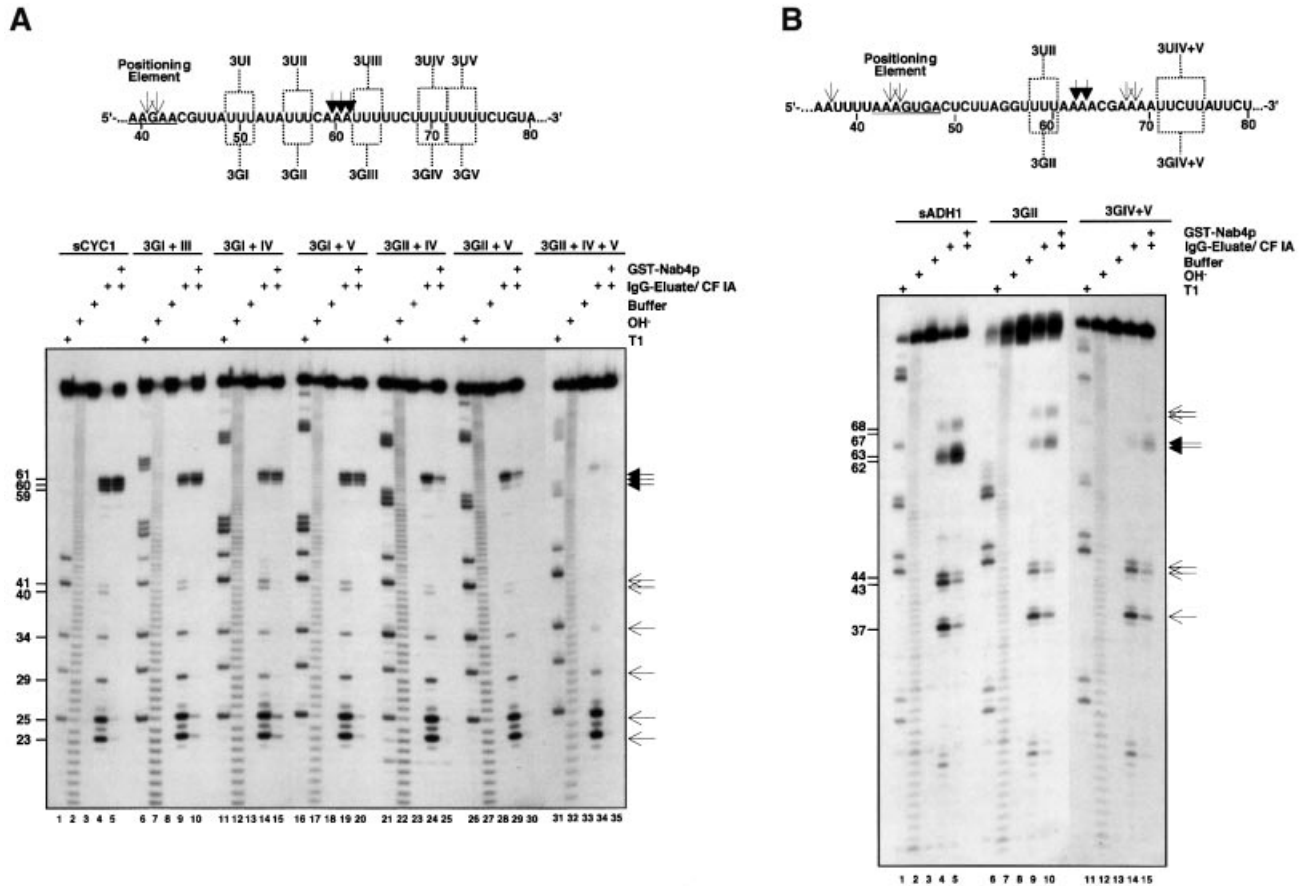 A
3UI 3UII 3UIII 3UIV 3UV
Positioning
Element
5'-... AAGAACGUUAUUUAUAUUUCAAAUUUUUCUUUUUUUUCUGUA...-3'
40 50 60 70 80
3GI 3GII 3GIII 3GIV 3GV
sCYC1 3GI + III 3GI + IV 3GI + V 3GII + IV 3GII + V 3GII + IV + V
+ + + + + + + GST-Nab4p
+ + + + + + + + + + + + + + IgG-Eluate/ CF IA
+ + + + + + + Buffer
+ + + + + + + OH-
+ + + + + + + T1
61
60
59
41
40
34
29
25
23
1 2 3 4 5 6 7 8 9 10 11 12 13 14 15 16 17 18 19 20 21 22 23 24 25 26 27 28 29 30 31 32 33 34 35
B
3UII 3UIV+V
Positioning
Element
5'-...AAUUUUAAAGUGACUCUUAGGUUUUAAAACGAAAAUUCUUAUUCU...-3'
40 50 60 70 80
3GII 3GIV+V
sADH1 3GII 3GIV+V
+ + + GST-Nab4p
+ + + + + + IgG-Eluate/ CF IA
+ + + Buffer
+ + + OH-
+ + + T1
68
67
63
62
44
43
37
1 2 3 4 5 6 7 8 9 10 11 12 13 14 15